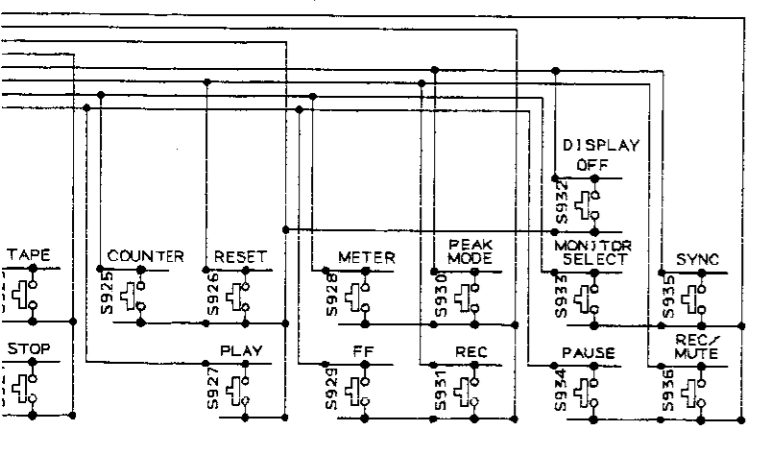 DISPLAY
OFF
S932
TAPE
COUNTER
RESET
METER
PEAK
MODE
MONITOR
SELECT
SYNC
S925
S926
S928
S930
S933
S935
STOP
PLAY
FF
REC
PAUSE
REC/
MUTE
S927
S929
S931
S934
S936